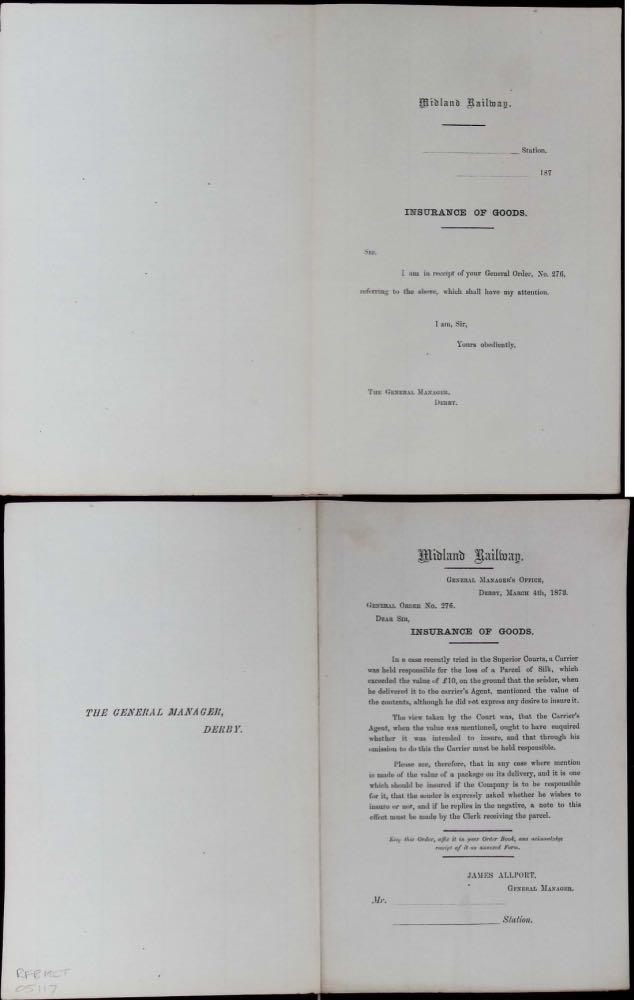 Midland Railway.
Station.
187
INSURANCE OF GOODS.
SIR,
I am in receipt of your General Order, No. 276,
referring to the above, which shall have my attention.
I am, Sir,
Yours obediently,
THE GENERAL MANAGER,
DERBY.
THE GENERAL MANAGER,
DERBY.
RFBMCT
05117
Midland Railway.
GENERAL MANAGER'S OFFICE,
DERBY, MARCH 4th, 1873.
GENERAL ORDER No. 276.
DEAR SIR,
INSURANCE OF GOODS.
In a case recently tried in the Superior Courts, a Carrier
was held responsible for the loss of a Parcel of Silk, which
exceeded the value of £10, on the ground that the sender, when
he delivered it to the carrier's Agent, mentioned the value of
the contents, although he did not express any desire to insure it.
The view taken by the Court was, that the Carrier's
Agent, when the value was mentioned, ought to have enquired
whether it was intended to insure, and that through his
omission to do this the Carrier must be held responsible.
Please see, therefore, that in any case where mention
is made of the value of a package on its delivery, and it is one
which should be insured if the Company is to be responsible
for it, that the sender is expressly asked whether he wishes to
insure or not, and if he replies in the negative, a note to this
effect must be made by the Clerk receiving the parcel.
Keep this Order, affix it in your Order Book, and acknowledge
receipt of it on annexed Form.
JAMES ALLPORT,
GENERAL MANAGER.
Mr.
Station.